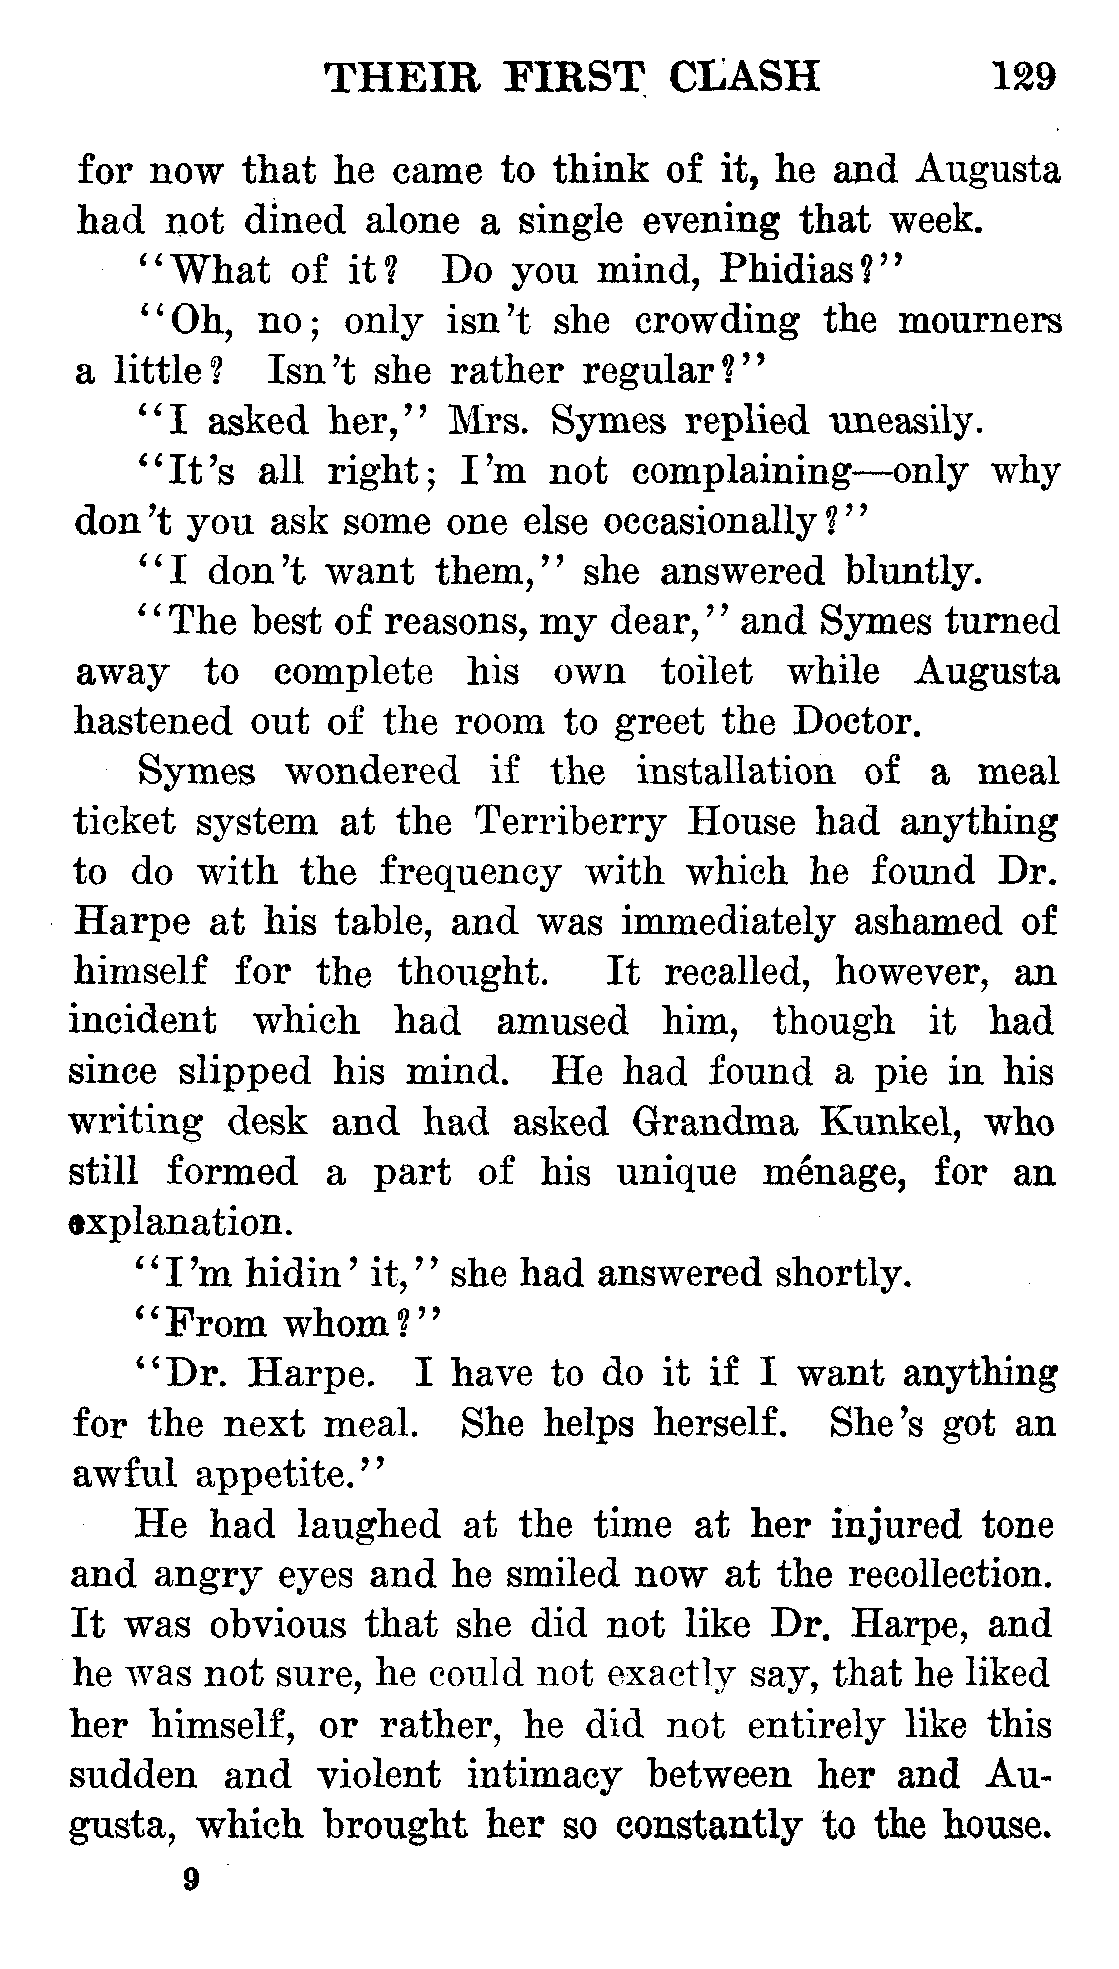 THEIR FIRST CLASH 129
for now that he came to think of it, he and Augusta
had not dined alone a single evening that week.
"What of it? Do you mind, Phidias?"
"Oh, no; only isn't she crowding the mourners
a little? Isn't she rather regular?"
"I asked her," Mrs. Symes replied uneasily.
"It's all right; I'm not complaining—only why
don't you ask some one else occasionally?"
"I don't want them," she answered bluntly.
"The best of reasons, my dear," and Symes turned
away to complete his own toilet while Augusta
hastened out of the room to greet the Doctor.
Symes wondered if the installation of a meal
ticket system at the Terriberry House had anything
to do with the frequency with which he found Dr.
Harpe at his table, and was immediately ashamed of
himself for the thought. It recalled, however, an
incident which had amused him, though it had
since slipped his mind. He had found a pie in his
writing desk and had asked Grandma Kunkel, who
still formed a part of his unique ménage, for an
explanation.
"I'm hidin' it," she had answered shortly.
"From whom?"
"Dr. Harpe. I have to do it if I want anything
for the next meal. She helps herself. She's got an
awful appetite."
He had laughed at the time at her injured tone
and angry eyes and he smiled now at the recollection.
It was obvious that she did not like Dr. Harpe, and
he was not sure, he could not exactly say, that he liked
her himself, or rather, he did not entirely like this
sudden and violent intimacy between her and Au-
gusta, which brought her so constantly to the house.
9